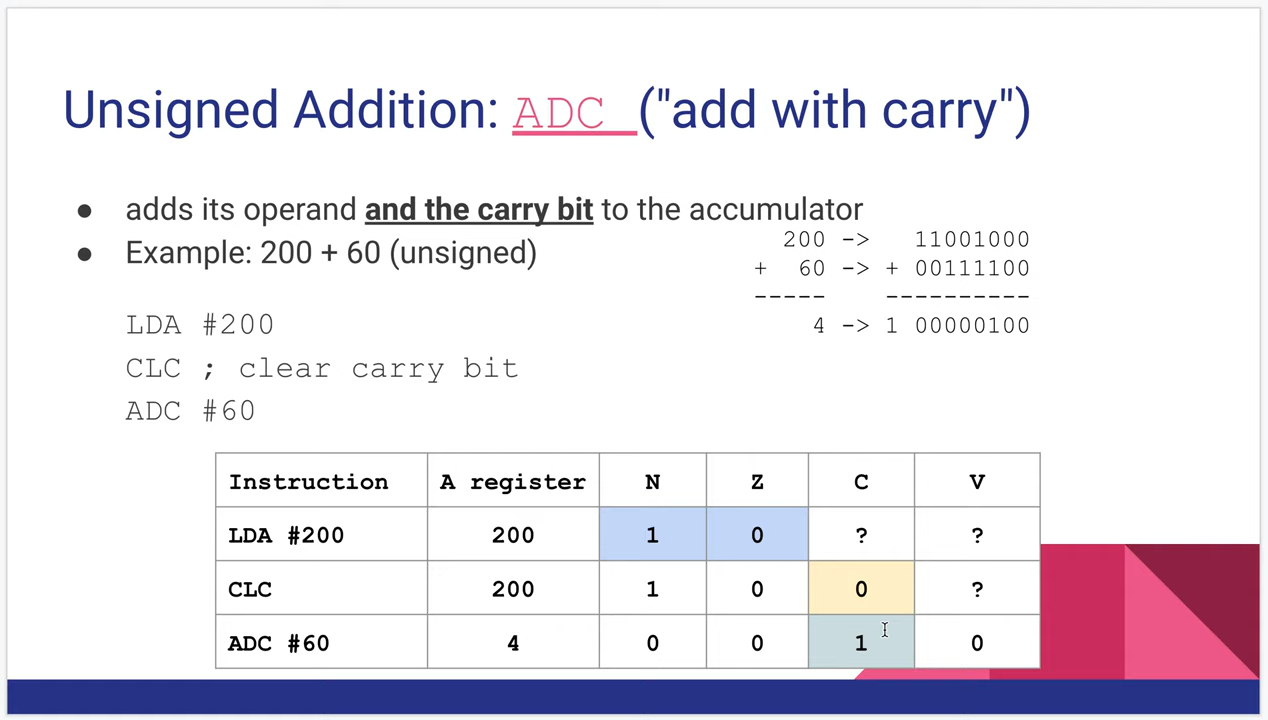 Unsigned Addition: ADC ("add with carry")
● adds its operand and the carry bit to the accumulator
● Example: 200 + 60 (unsigned)
200 -> 11001000
+ 60 -> + 00111100
----- ----------
4 -> 1 00000100
LDA #200
CLC ; clear carry bit
ADC #60
Instruction A register N Z C V
LDA #200 200 1 0 ? ?
CLC 200 1 0 0 ?
ADC #60 4 0 0 1 0